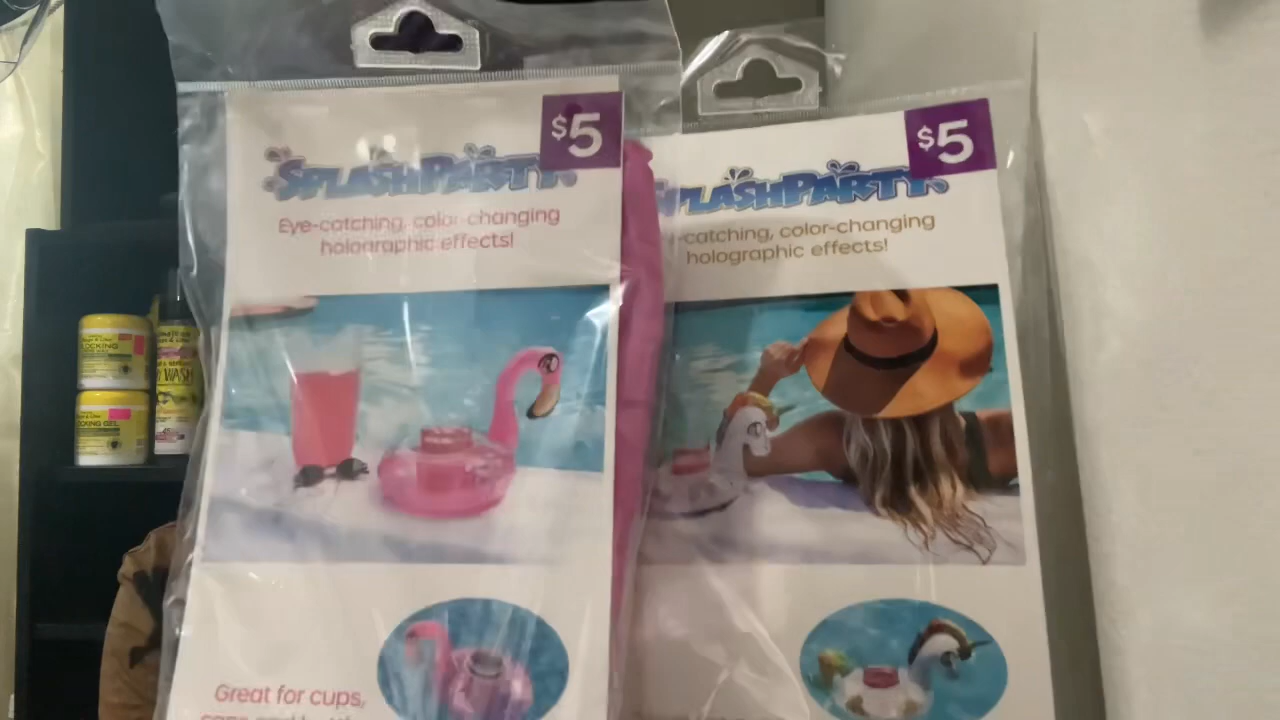 $5
SPLASHPARTY
Eye-catching, color-changing
holographic effects!
Great for cups,
$5
SPLASHPARTY
-catching, color-changing
holographic effects!
LOCKING
WASH
CKING GEL